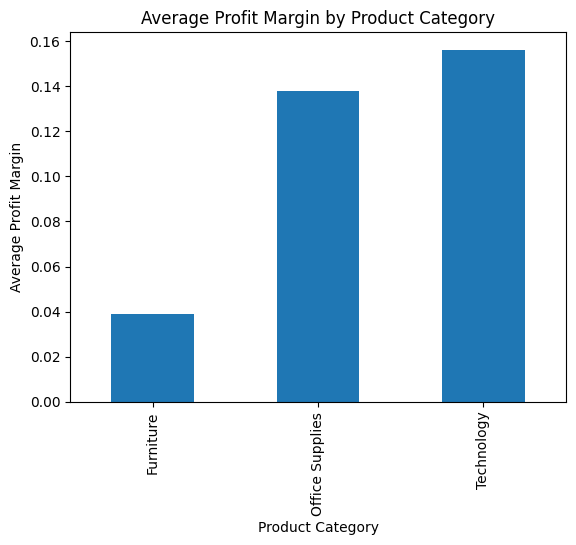 Average Profit Margin by Product Category
0.16
0.14
0.12
0.10
0.08
0.06
0.04
0.02
0.00
Average Profit Margin
Furniture
Office Supplies
Technology
Product Category